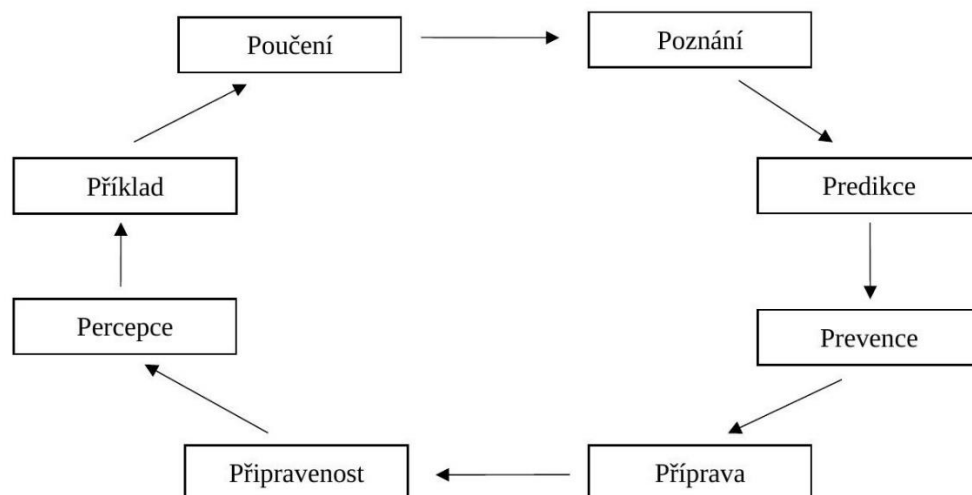 Poučení
Poznání
Příklad
Predikce
Percepce
Prevence
Připravenost
Příprava